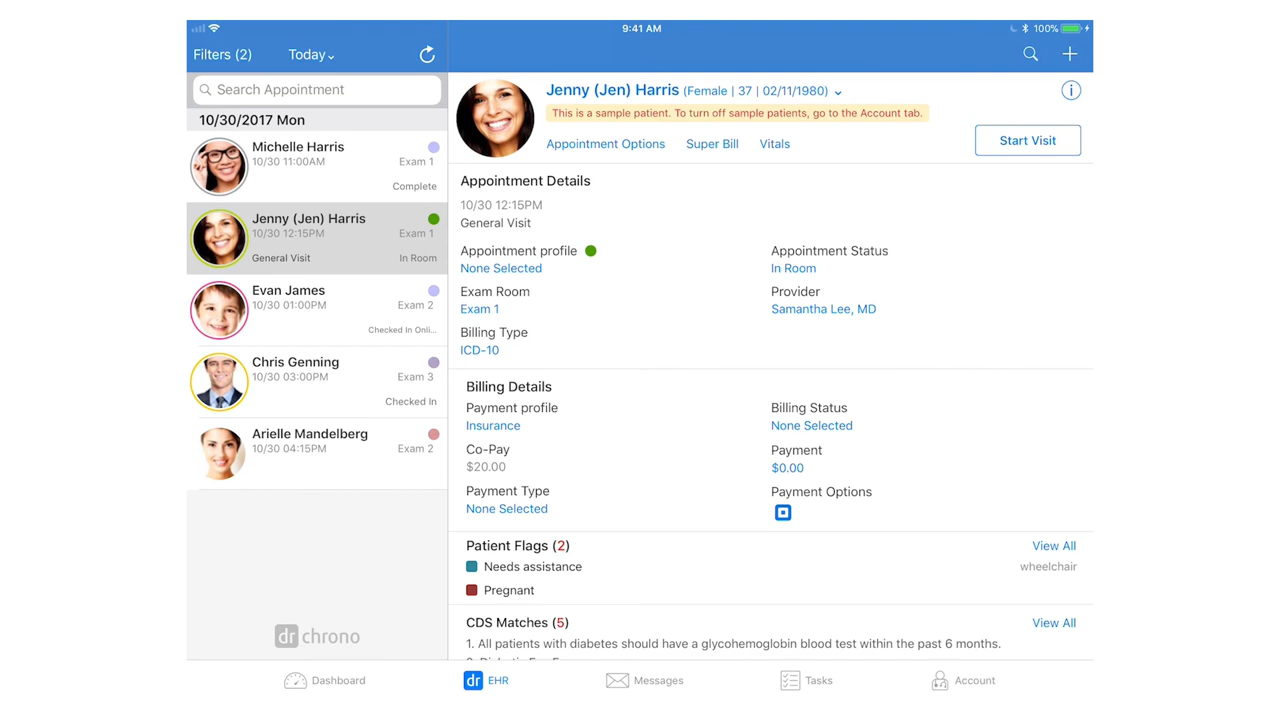 9:41 AM
100%
Filters (2)
Today
Search Appointment
10/30/2017 Mon
Michelle Harris
10/30 11:00AM
Exam 1
Complete
Jenny (Jen) Harris
10/30 12:15PM
Exam 1
General Visit
In Room
Evan James
10/30 01:00PM
Exam 2
Checked In Onli...
Chris Genning
10/30 03:00PM
Exam 3
Checked In
Arielle Mandelberg
10/30 04:15PM
Exam 2
dr chrono
Jenny (Jen) Harris (Female | 37 | 02/11/1980)
This is a sample patient. To turn off sample patients, go to the Account tab.
Appointment Options Super Bill Vitals
Start Visit
Appointment Details
10/30 12:15PM
General Visit
Appointment profile
None Selected
Appointment Status
In Room
Exam Room
Exam 1
Provider
Samantha Lee, MD
Billing Type
ICD-10
Billing Details
Payment profile
Insurance
Billing Status
None Selected
Co-Pay
$20.00
Payment
$0.00
Payment Type
None Selected
Payment Options
Patient Flags (2)
View All
Needs assistance
wheelchair
Pregnant
CDS Matches (5)
View All
1. All patients with diabetes should have a glycohemoglobin blood test within the past 6 months.
Dashboard
dr EHR
Messages
Tasks
Account